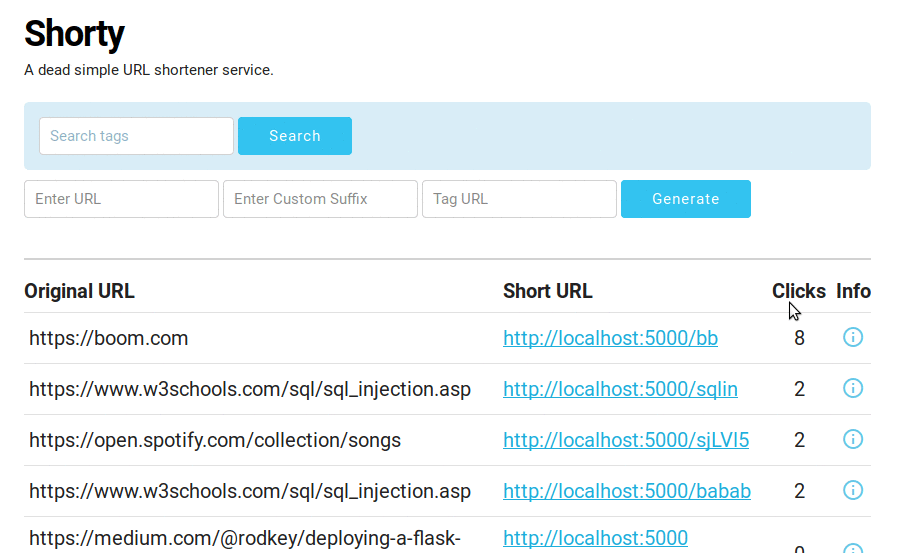 Shorty
A dead simple URL shortener service.
Search tags Search
Enter URL Enter Custom Suffix Tag URL Generate
Original URL Short URL Clicks Info
https://boom.com http://localhost:5000/bb 8
https://www.w3schools.com/sql/sql_injection.asp http://localhost:5000/sqlin 2
https://open.spotify.com/collection/songs http://localhost:5000/sjLVI5 2
https://www.w3schools.com/sql/sql_injection.asp http://localhost:5000/babab 2
https://medium.com/@rodkey/deploying-a-flask- http://localhost:5000
0